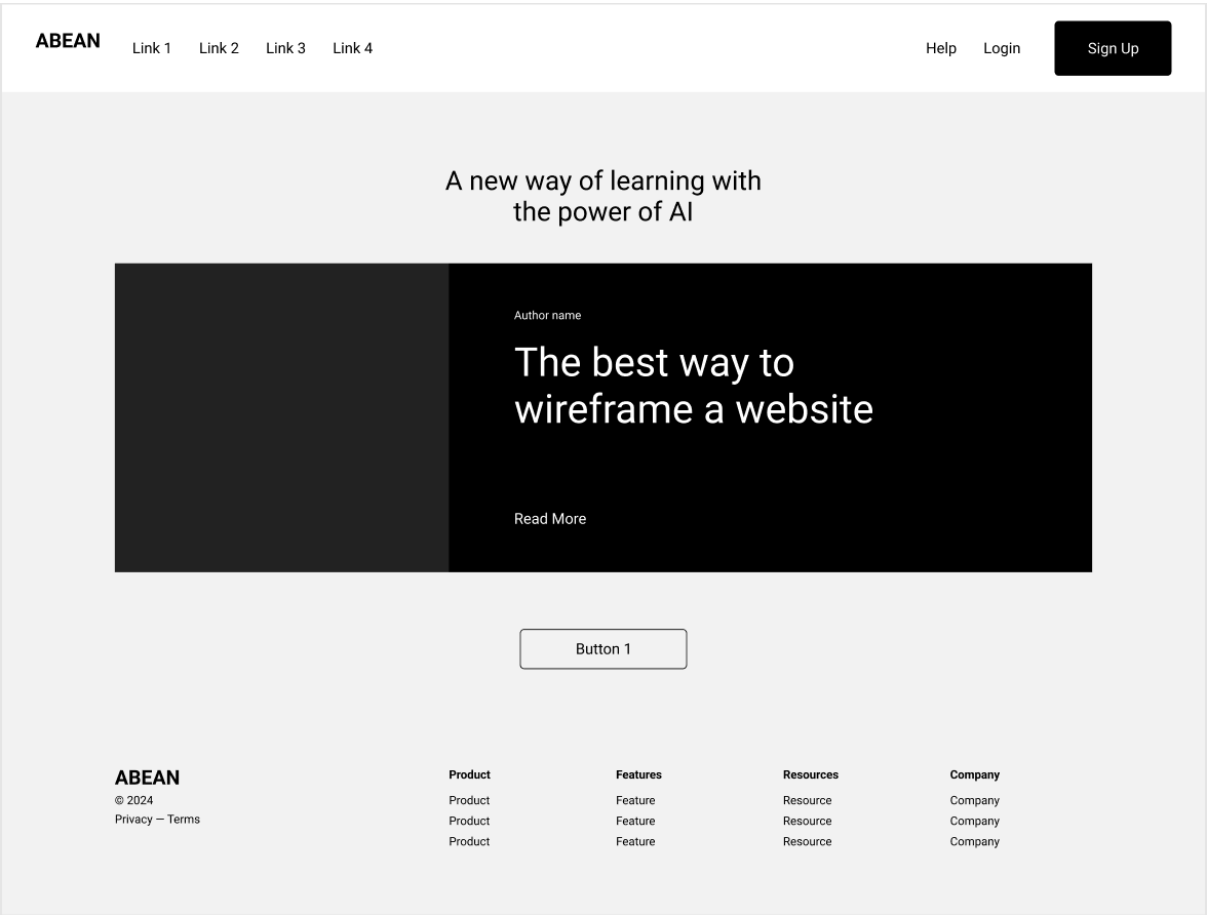 ABEAN
Link 1 Link 2 Link 3 Link 4
Help Login Sign Up
A new way of learning with
the power of AI
Author name
The best way to
wireframe a website
Read More
Button 1
ABEAN
© 2024
Privacy — Terms
Product
Product
Product
Product
Features
Feature
Feature
Feature
Resources
Resource
Resource
Resource
Company
Company
Company
Company